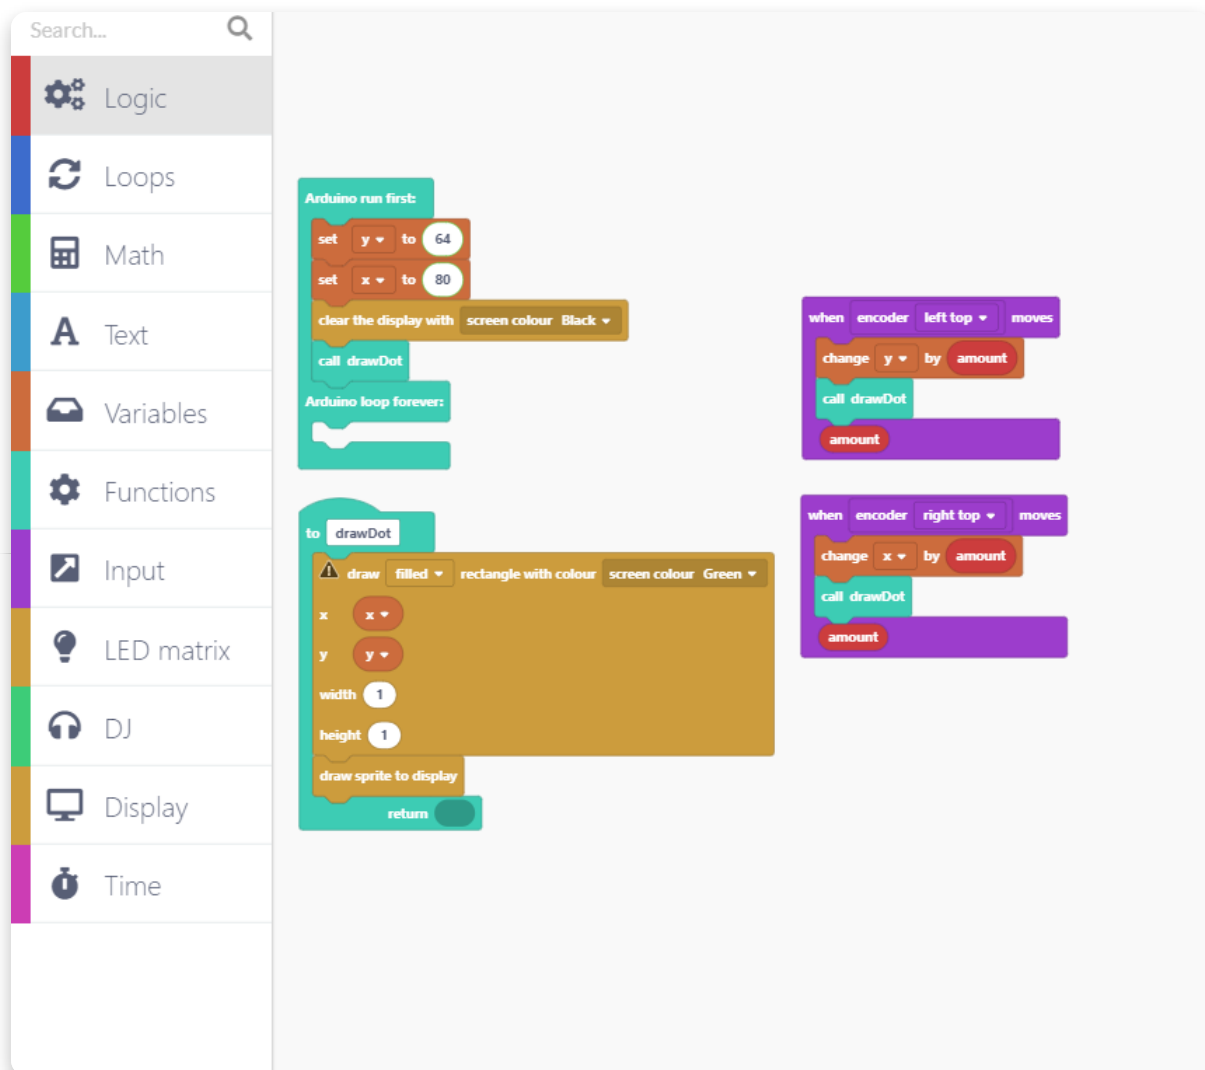 Search...
Logic
Loops
Math
Text
Variables
Functions
Input
LED matrix
DJ
Display
Time
Arduino run first:
set y to 64
set x to 80
clear the display with screen colour Black
call drawDot
Arduino loop forever:
to drawDot
draw filled rectangle with colour screen colour Green
x x
y y
width 1
height 1
draw sprite to display
return
when encoder left top moves
change y by amount
call drawDot
amount
when encoder right top moves
change x by amount
call drawDot
amount